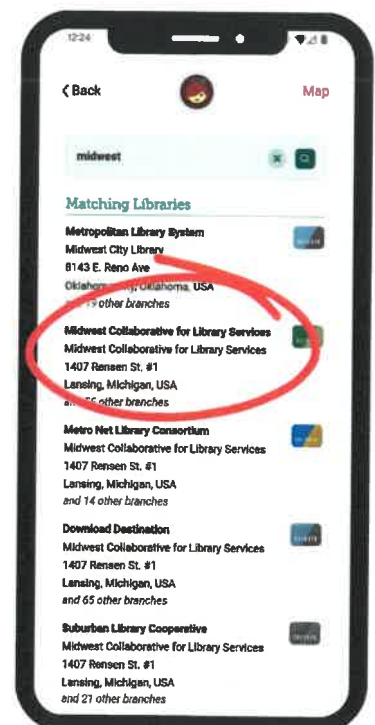 12:24
Back
Map
midwest
Matching Libraries
Metropolitan Library System
Midwest City Library
8143 E. Reno Ave
Oklahoma, USA
19 other branches
Midwest Collaborative for Library Services
Midwest Collaborative for Library Services
1407 Rensen St. #1
Lansing, Michigan, USA
other branches
Metro Net Library Consortium
Midwest Collaborative for Library Services
1407 Rensen St. #1
Lansing, Michigan, USA
and 14 other branches
Download Destination
Midwest Collaborative for Library Services
1407 Rensen St. #1
Lansing, Michigan, USA
and 65 other branches
Suburban Library Cooperative
Midwest Collaborative for Library Services
1407 Rensen St. #1
Lansing, Michigan, USA
and 21 other branches